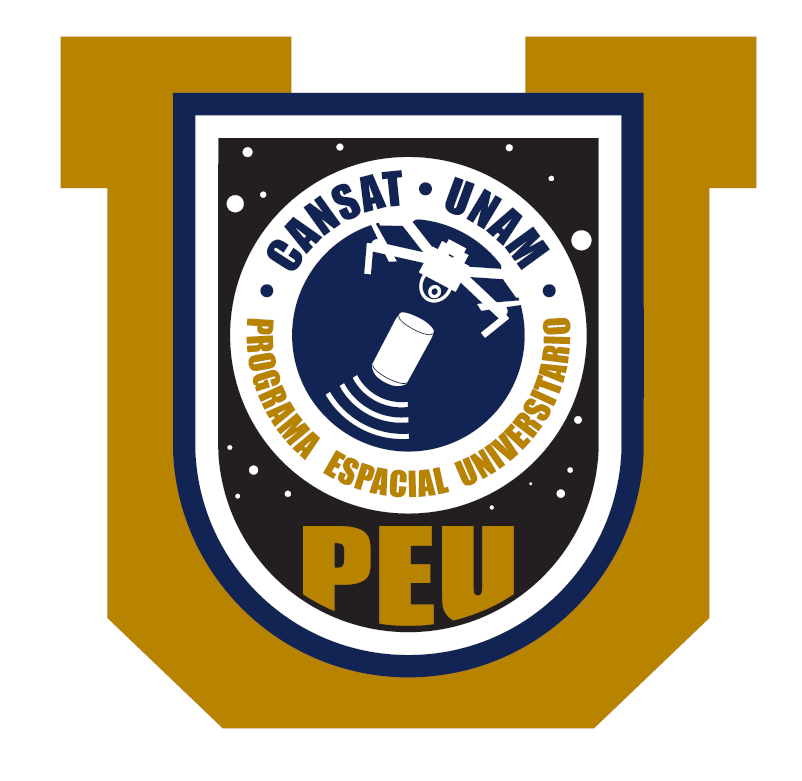 CANSAT • UNAM
PROGRAMA ESPACIAL UNIVERSITARIO
PEU